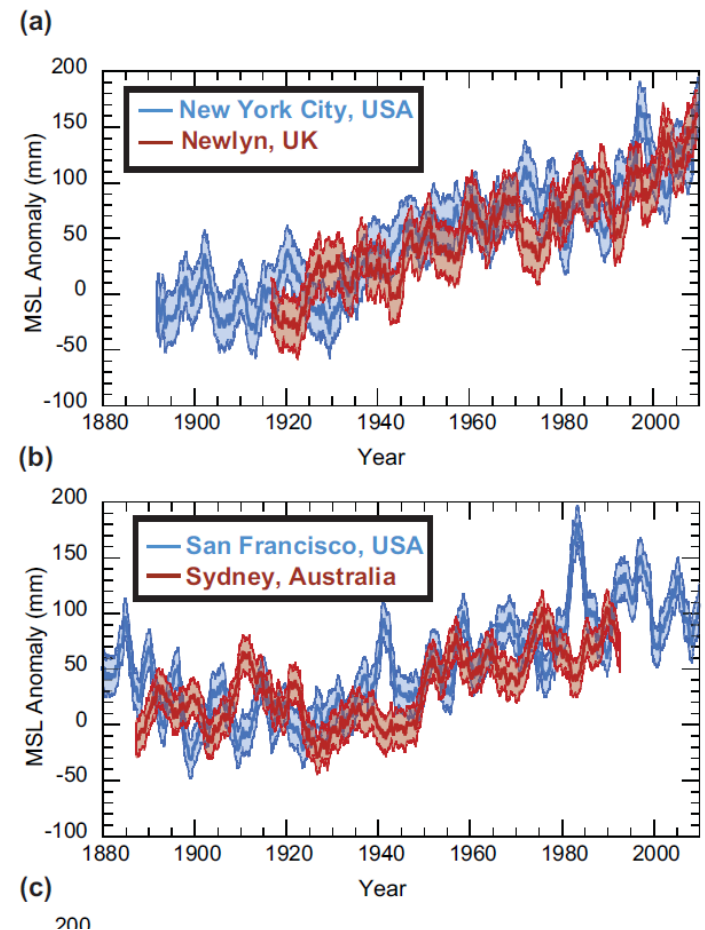 (a)
200
150
100
50
0
-50
-100
MSL Anomaly (mm)
New York City, USA
Newlyn, UK
1880 1900 1920 1940 1960 1980 2000
Year
(b)
200
150
100
50
0
-50
-100
MSL Anomaly (mm)
San Francisco, USA
Sydney, Australia
1880 1900 1920 1940 1960 1980 2000
Year
(c)
200